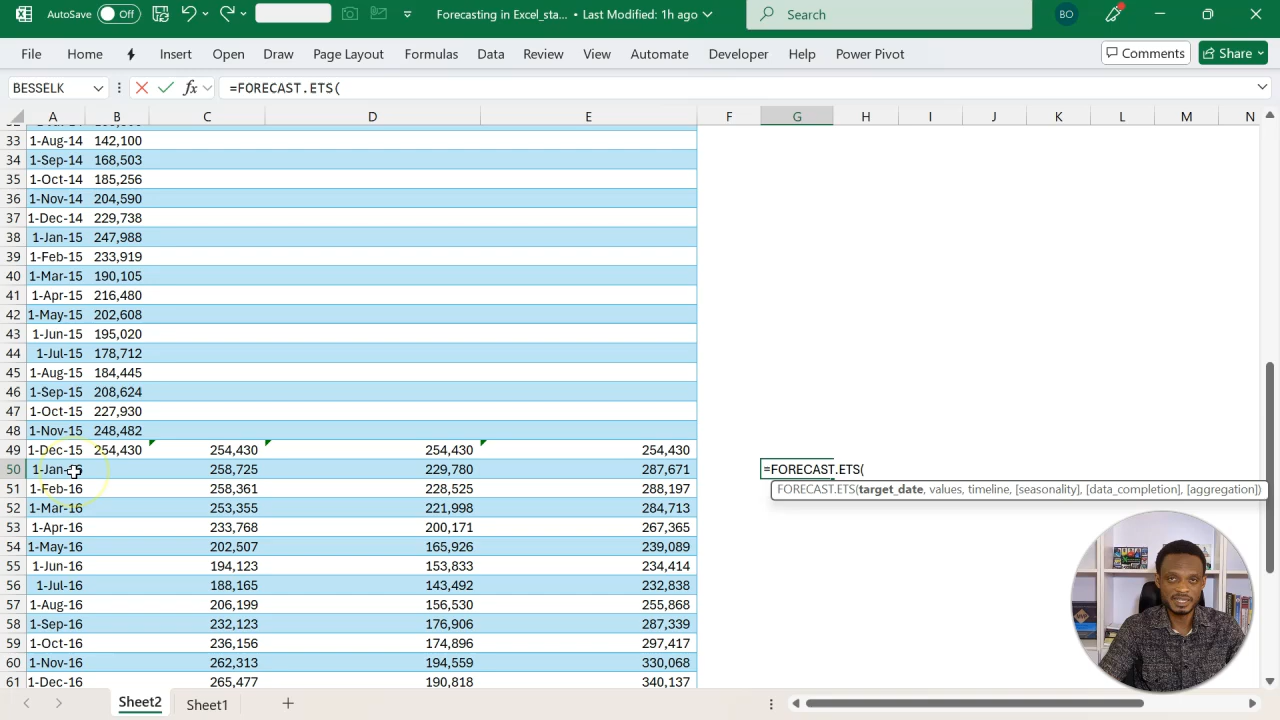 AutoSave Off Forecasting in Excel_sta... • Last Modified: 1h ago Search BO
File Home Insert Open Draw Page Layout Formulas Data Review View Automate Developer Help Power Pivot Comments Share
BESSELK fx =FORECAST.ETS(
A B C D E F G H I J K L M N
33 1-Aug-14 142,100
34 1-Sep-14 168,503
35 1-Oct-14 185,256
36 1-Nov-14 204,590
37 1-Dec-14 229,738
38 1-Jan-15 247,988
39 1-Feb-15 233,919
40 1-Mar-15 190,105
41 1-Apr-15 216,480
42 1-May-15 202,608
43 1-Jun-15 195,020
44 1-Jul-15 178,712
45 1-Aug-15 184,445
46 1-Sep-15 208,624
47 1-Oct-15 227,930
48 1-Nov-15 248,482
49 1-Dec-15 254,430 254,430 254,430 254,430
50 1-Jan-16 258,725 229,780 287,671 =FORECAST.ETS(
51 1-Feb-16 258,361 228,525 288,197 FORECAST.ETS(target_date, values, timeline, [seasonality], [data_completion], [aggregation])
52 1-Mar-16 253,355 221,998 284,713
53 1-Apr-16 233,768 200,171 267,365
54 1-May-16 202,507 165,926 239,089
55 1-Jun-16 194,123 153,833 234,414
56 1-Jul-16 188,165 143,492 232,838
57 1-Aug-16 206,199 156,530 255,868
58 1-Sep-16 232,123 176,906 287,339
59 1-Oct-16 236,156 174,896 297,417
60 1-Nov-16 262,313 194,559 330,068
61 1-Dec-16 265,477 190,818 340,137
Sheet2 Sheet1